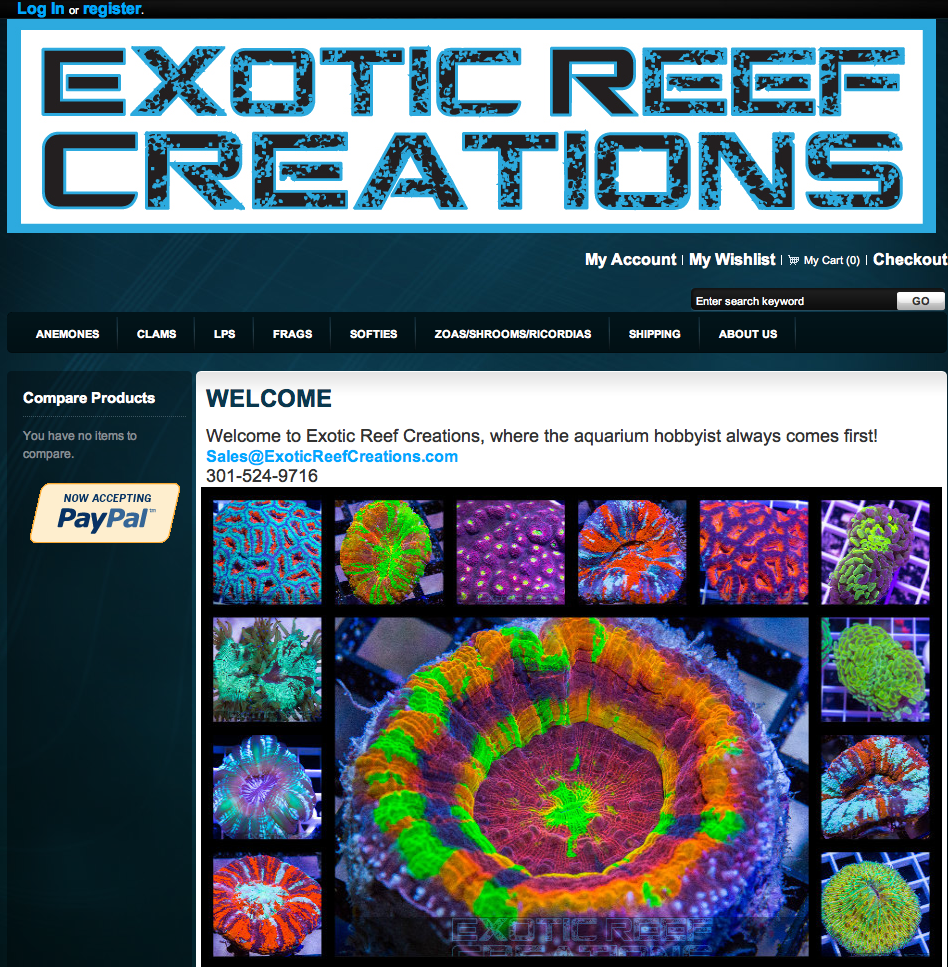 Log In or register.
EXOTIC REEF
CREATIONS
My Account | My Wishlist | My Cart (0) | Checkout
Enter search keyword GO
ANEMONES CLAMS LPS FRAGS SOFTIES ZOAS/SHROOMS/RICORDIAS SHIPPING ABOUT US
Compare Products
You have no items to
compare.
NOW ACCEPTING
PayPal™
WELCOME
Welcome to Exotic Reef Creations, where the aquarium hobbyist always comes first!
Sales@ExoticReefCreations.com
301-524-9716
EXOTIC REEF
CREATIONS